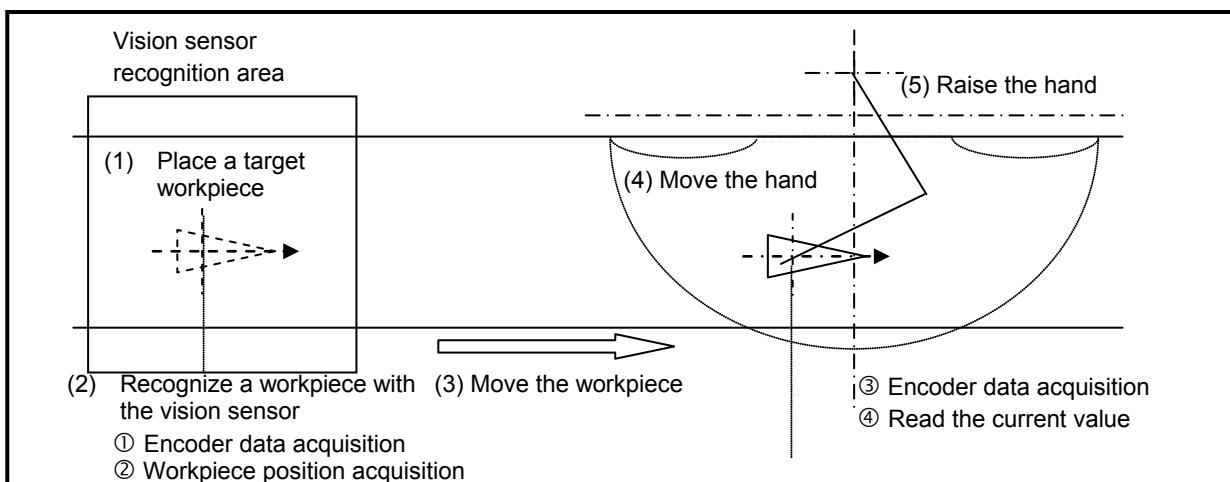 Vision sensor
recognition area
(5) Raise the hand
(1) Place a target
workpiece
(4) Move the hand
(2) Recognize a workpiece with
the vision sensor
(3) Move the workpiece
① Encoder data acquisition
② Workpiece position acquisition
③ Encoder data acquisition
④ Read the current value